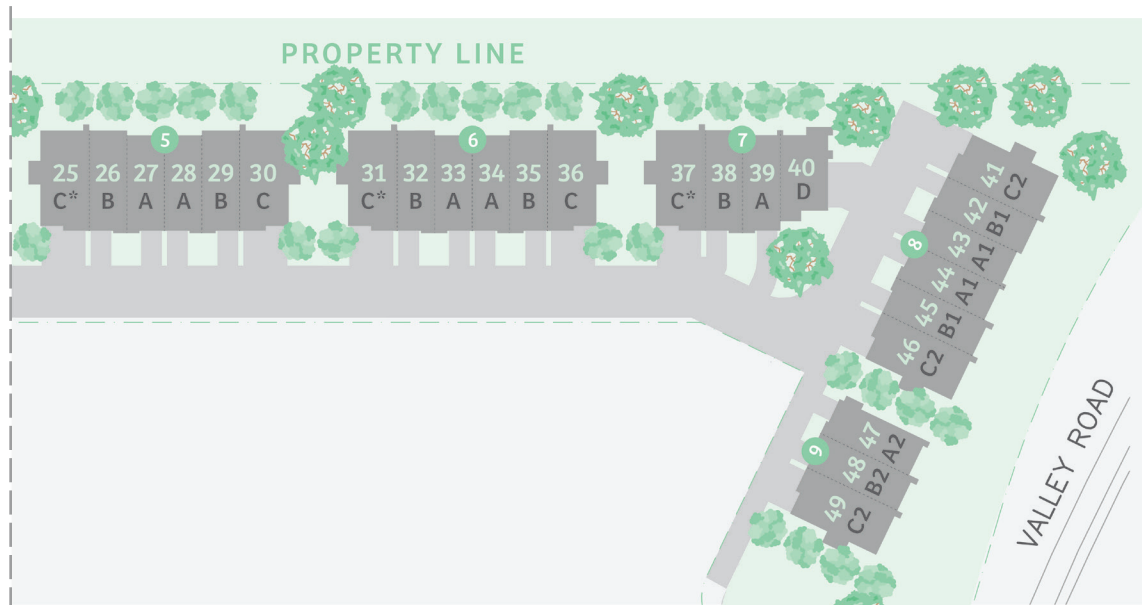 PROPERTY LINE
5
25 26 27 28 29 30
C* B A A B C
6
31 32 33 34 35 36
C* B A A B C
7
37 38 39 40
C* B A D
8
41 C2
42 B1
43 A1
44 A1
45 B1
46 C2
9
47 A2
48 B2
49 C2
VALLEY ROAD